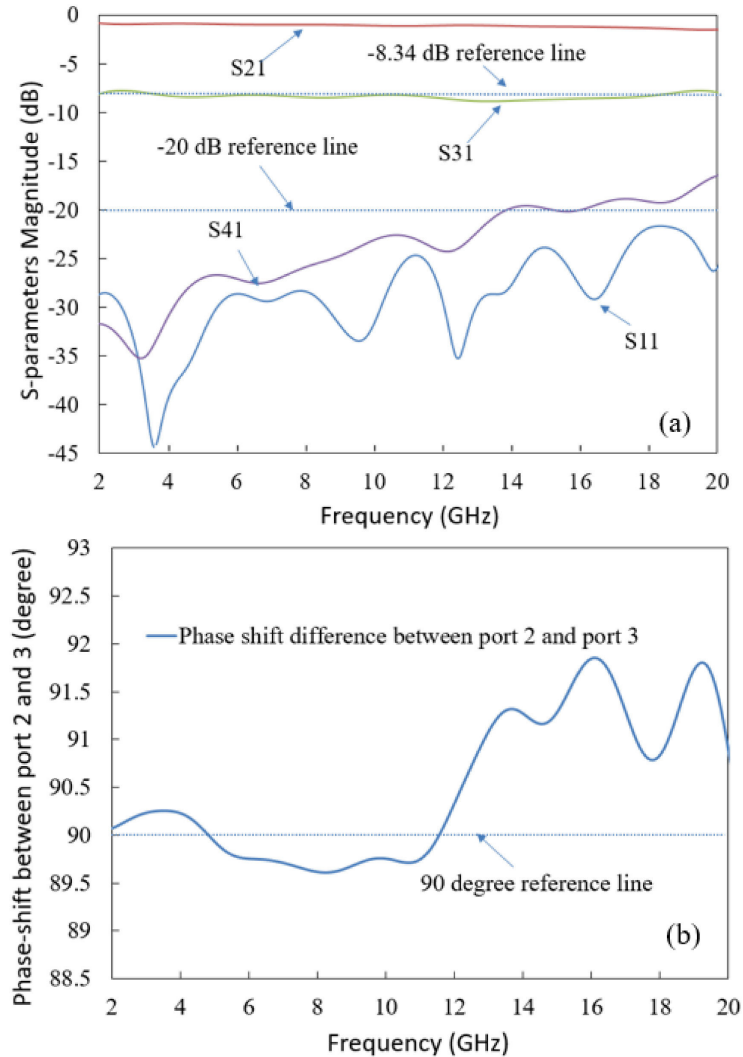 0
-5
-10
-15
-20
-25
-30
-35
-40
-45
S-parameters Magnitude (dB)
S21
-8.34 dB reference line
S31
-20 dB reference line
S41
S11
(a)
2 4 6 8 10 12 14 16 18 20
Frequency (GHz)
93
92.5
92
91.5
91
90.5
90
89.5
89
88.5
Phase-shift between port 2 and 3 (degree)
Phase shift difference between port 2 and port 3
90 degree reference line
(b)
2 4 6 8 10 12 14 16 18 20
Frequency (GHz)